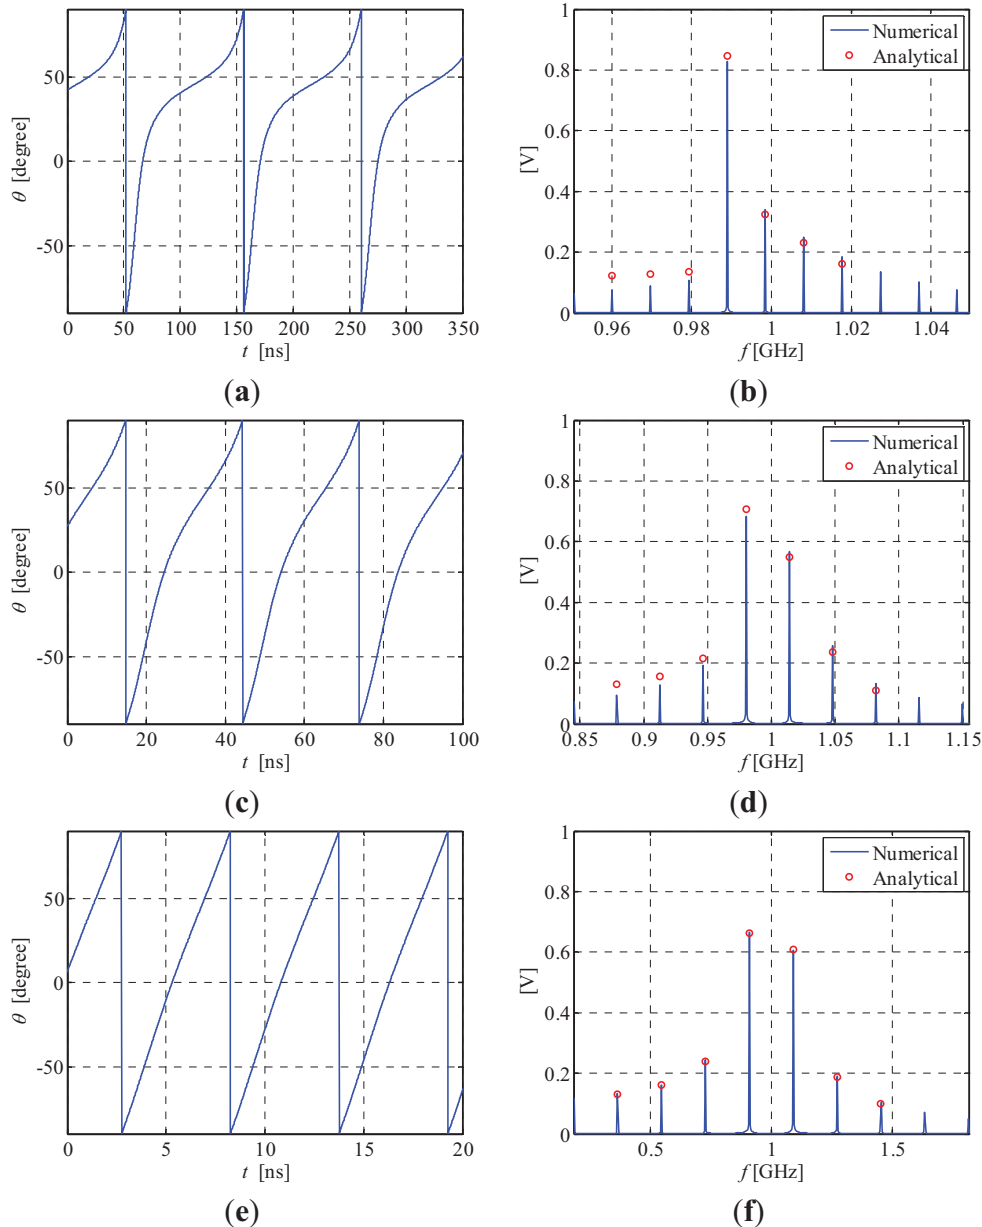 50
0
-50
θ [degree]
0 50 100 150 200 250 300 350
t [ns]
(a)
1
0.8
0.6
0.4
0.2
0
[V]
Numerical
Analytical
0.96 0.98 1 1.02 1.04
f [GHz]
(b)
50
0
-50
θ [degree]
0 20 40 60 80 100
t [ns]
(c)
1
0.8
0.6
0.4
0.2
0
[V]
Numerical
Analytical
0.85 0.9 0.95 1 1.05 1.1 1.15
f [GHz]
(d)
50
0
-50
θ [degree]
0 5 10 15 20
t [ns]
(e)
1
0.8
0.6
0.4
0.2
0
[V]
Numerical
Analytical
0.5 1 1.5
f [GHz]
(f)